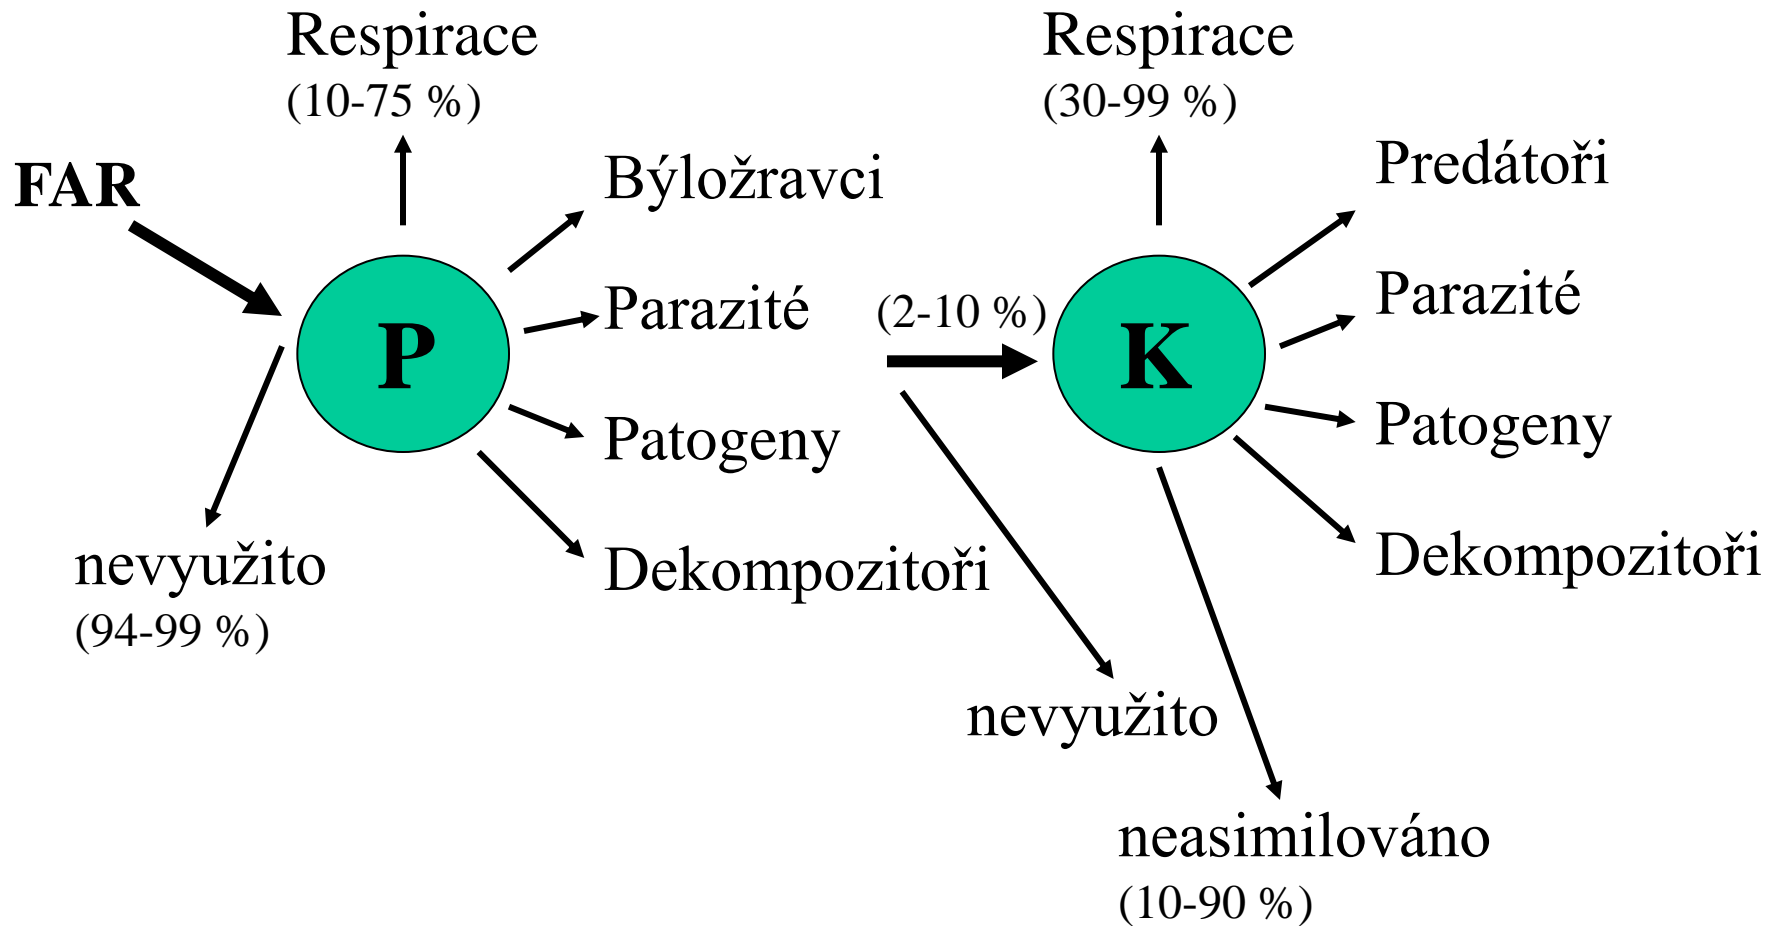 Respirace
(10-75 %)
FAR
P
nevyužito
(94-99 %)
Býložravci
Parazité
Patogeny
Dekompozitoři
(2-10 %)
nevyužito
Respirace
(30-99 %)
K
Predátoři
Parazité
Patogeny
Dekompozitoři
neasimilováno
(10-90 %)